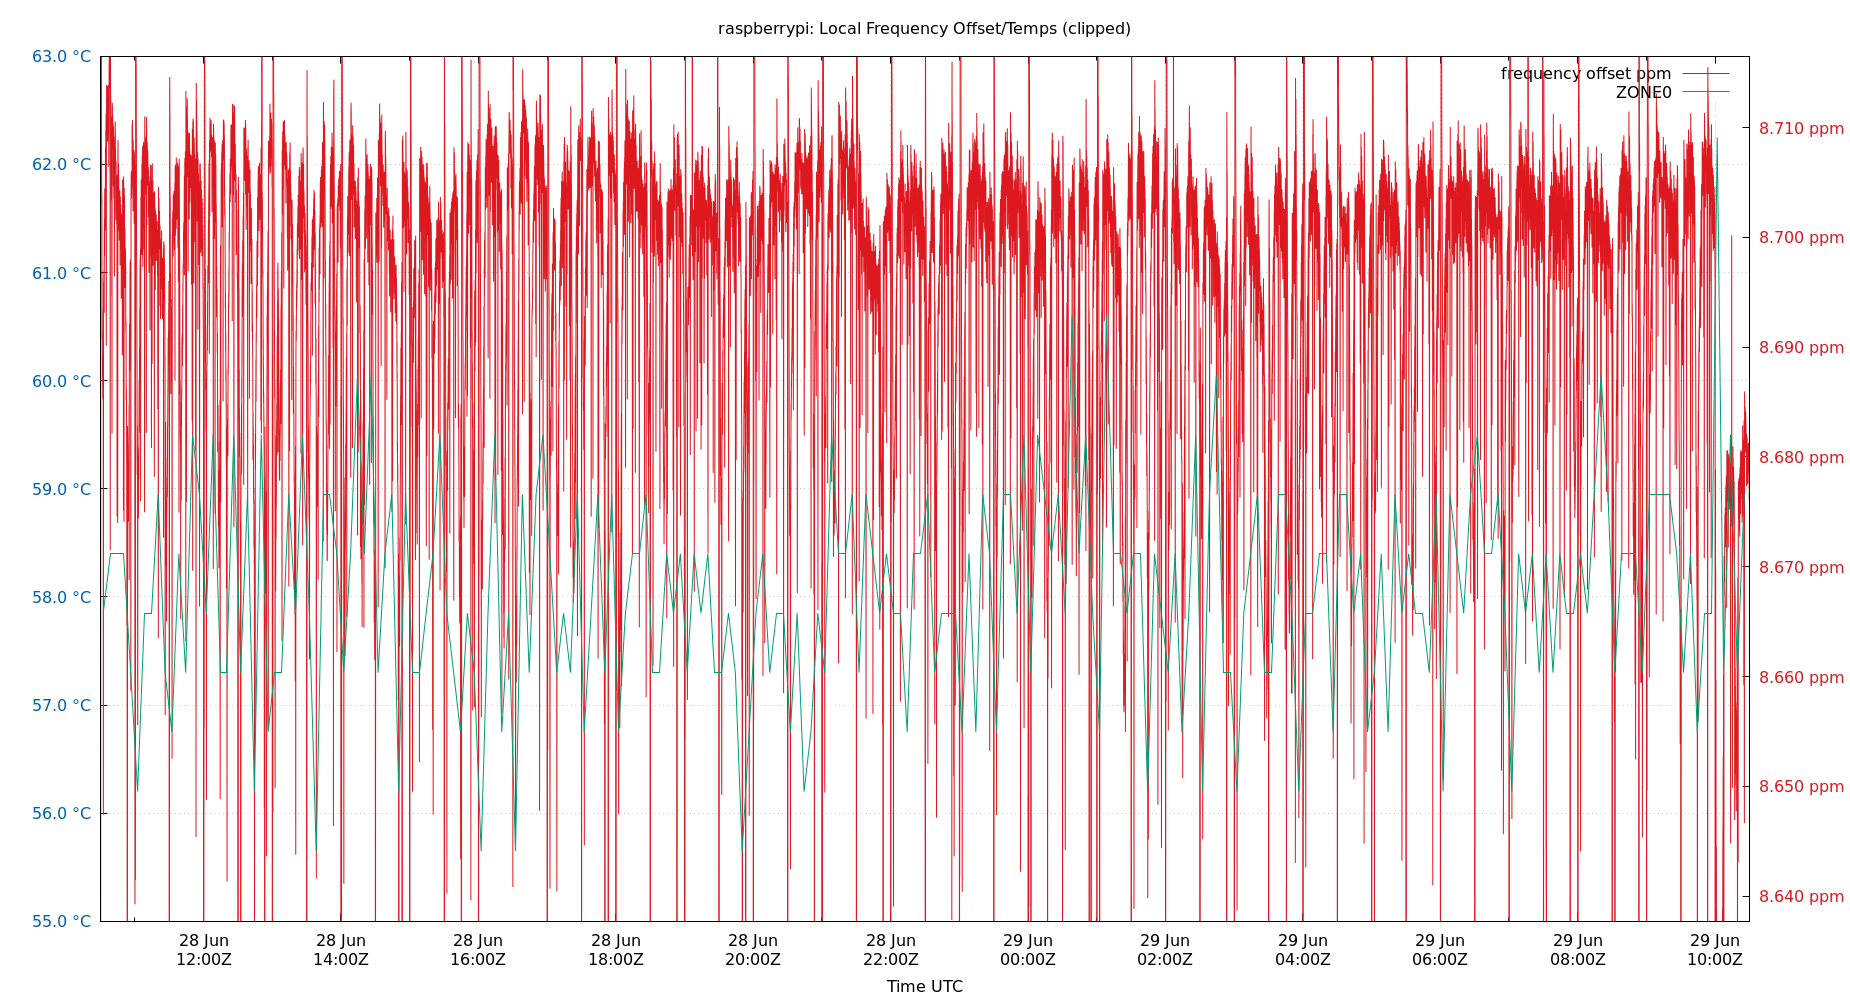 raspberrypi: Local Frequency Offset/Temps (clipped)
63.0 °C
62.0 °C
61.0 °C
60.0 °C
59.0 °C
58.0 °C
57.0 °C
56.0 °C
55.0 °C
frequency offset ppm
ZONE0
8.710 ppm
8.700 ppm
8.690 ppm
8.680 ppm
8.670 ppm
8.660 ppm
8.650 ppm
8.640 ppm
28 Jun 28 Jun 28 Jun 28 Jun 28 Jun 28 Jun 29 Jun 29 Jun 29 Jun 29 Jun 29 Jun 29 Jun
12:00Z 14:00Z 16:00Z 18:00Z 20:00Z 22:00Z 00:00Z 02:00Z 04:00Z 06:00Z 08:00Z 10:00Z
Time UTC